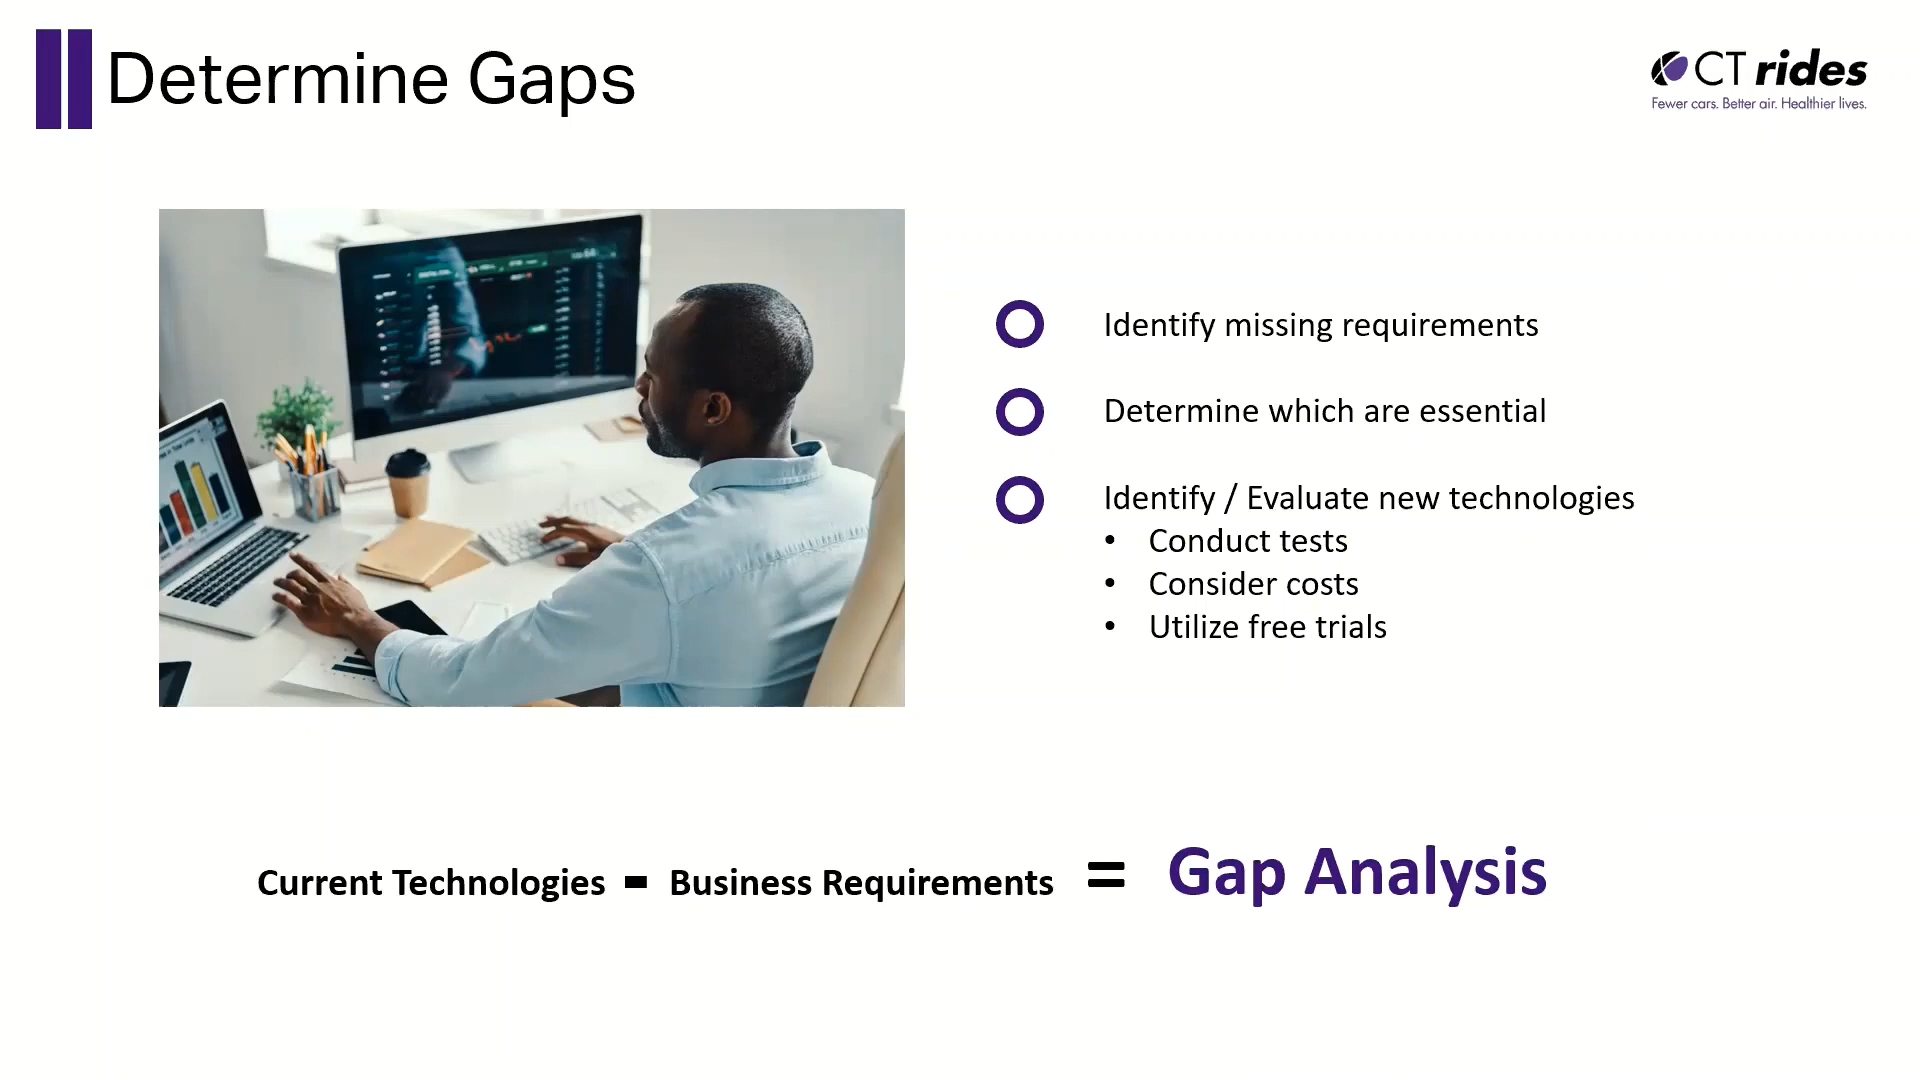 Determine Gaps
CT rides
Fewer cars. Better air. Healthier lives.
Identify missing requirements
Determine which are essential
Identify / Evaluate new technologies
• Conduct tests
• Consider costs
• Utilize free trials
Current Technologies - Business Requirements = Gap Analysis